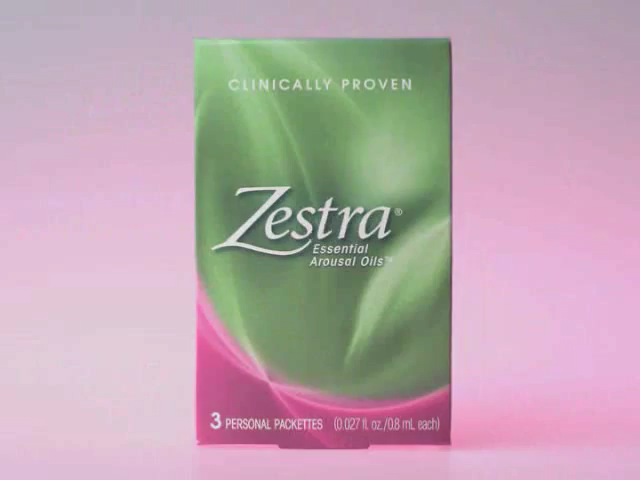 CLINICALLY PROVEN
Zestra®
Essential
Arousal Oils™
3 PERSONAL PACKETTES (0.027 fl. oz./0.8 mL each)